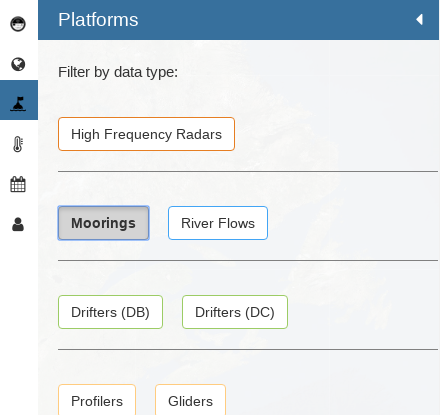 Platforms
Filter by data type:
High Frequency Radars
Moorings River Flows
Drifters (DB) Drifters (DC)
Profilers Gliders